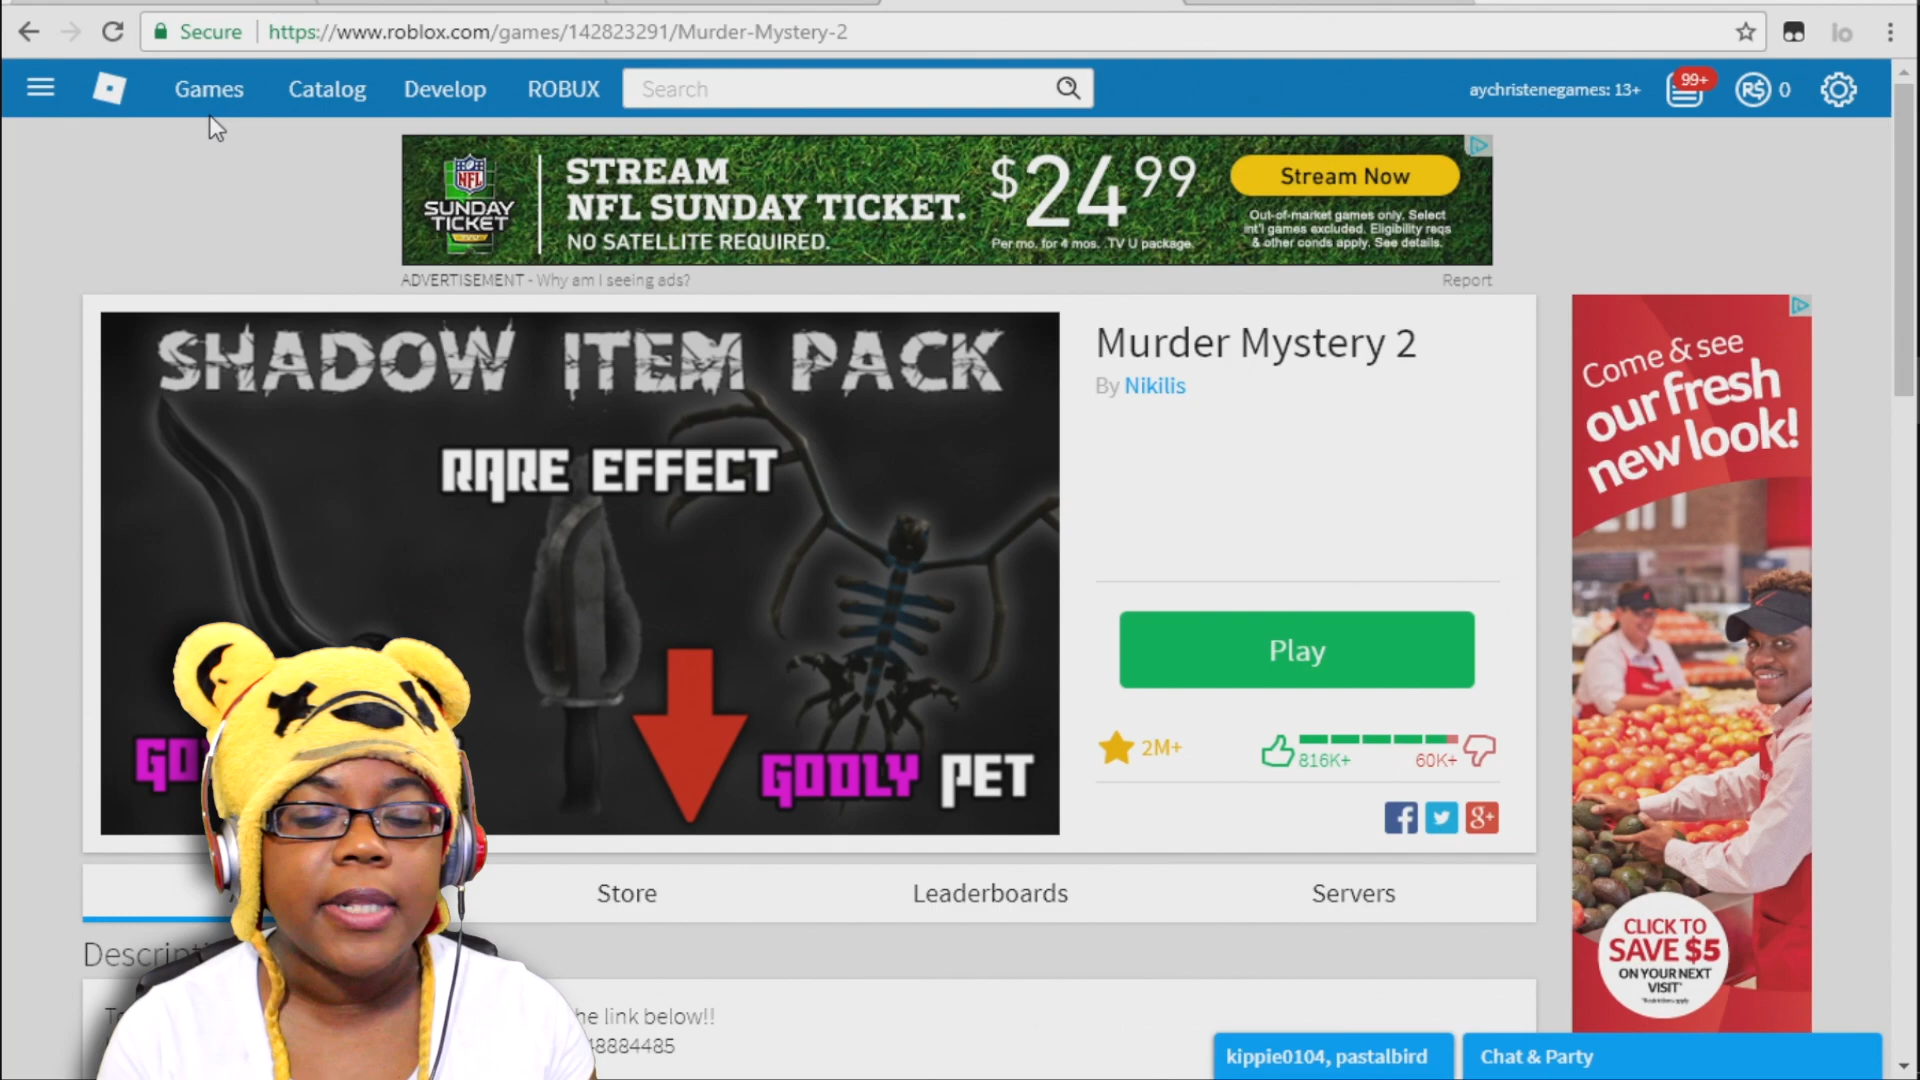 Secure
https://www.roblox.com/games/142823291/Murder-Mystery-2
Games
Catalog
Develop
ROBUX
Search
aychristenegames: 13+
99+
R$ 0
NFL
SUNDAY
TICKET
STREAM
NFL SUNDAY TICKET.
NO SATELLITE REQUIRED.
$24 99
Per mo. for 4 mos. .TV U package.
Stream Now
Out-of-market games only. Select
int'l games excluded. Eligibility reqs
& other conds apply. See details.
ADVERTISEMENT - Why am I seeing ads?
Report
SHADOW ITEM PACK
RARE EFFECT
GO
GODLY PET
Murder Mystery 2
By Nikilis
Play
2M+
816K+
60K+
Store
Leaderboards
Servers
he link below!!
48884485
Come & see
our fresh
new look!
CLICK TO
SAVE $5
ON YOUR NEXT
VISIT*
kippie0104, pastalbird
Chat & Party